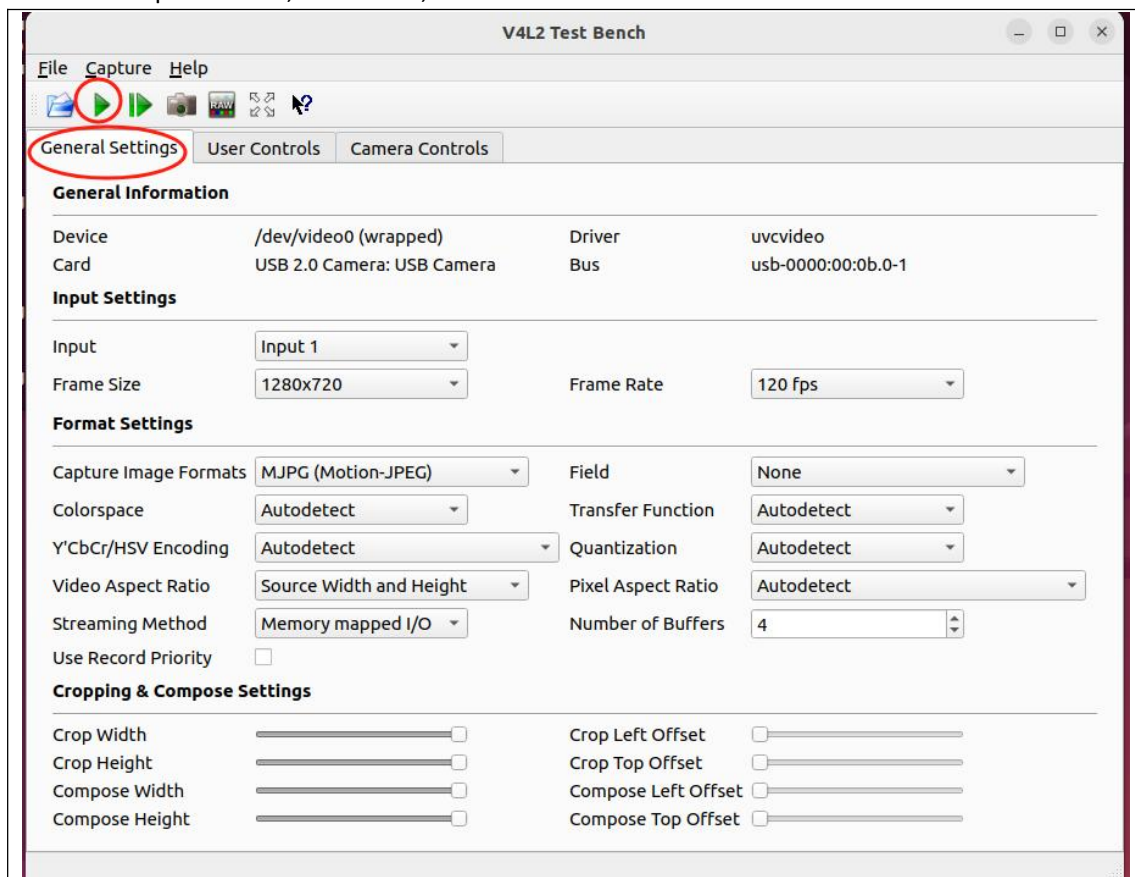 V4L2 Test Bench
File Capture Help
RAW
General Settings User Controls Camera Controls
General Information
Device /dev/video0 (wrapped) Driver uvcvideo
Card USB 2.0 Camera: USB Camera Bus usb-0000:00:0b.0-1
Input Settings
Input Input 1
Frame Size 1280x720 Frame Rate 120 fps
Format Settings
Capture Image Formats MJPG (Motion-JPEG) Field None
Colorspace Autodetect Transfer Function Autodetect
Y'CbCr/HSV Encoding Autodetect Quantization Autodetect
Video Aspect Ratio Source Width and Height Pixel Aspect Ratio Autodetect
Streaming Method Memory mapped I/O Number of Buffers 4
Use Record Priority
Cropping & Compose Settings
Crop Width Crop Left Offset
Crop Height Crop Top Offset
Compose Width Compose Left Offset
Compose Height Compose Top Offset